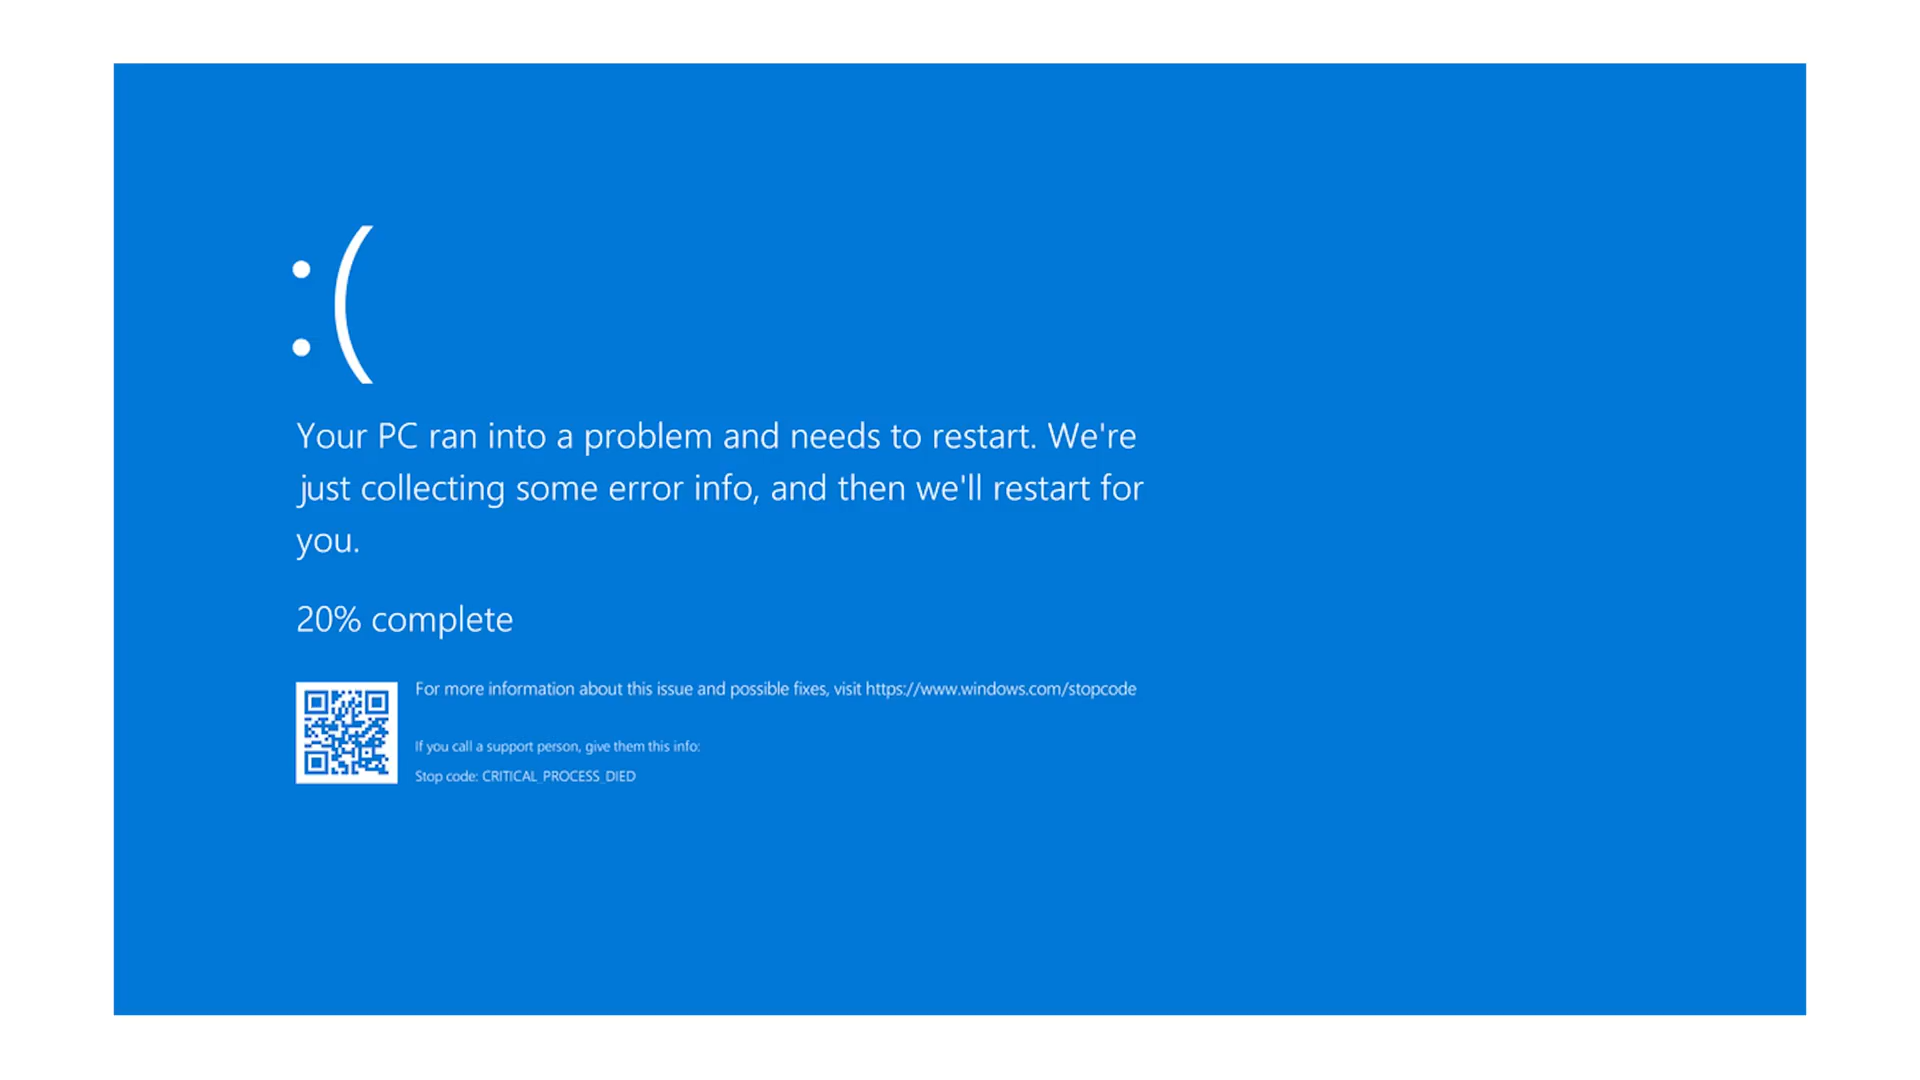 :(
Your PC ran into a problem and needs to restart. We're
just collecting some error info, and then we'll restart for
you.
20% complete
For more information about this issue and possible fixes, visit https://www.windows.com/stopcode
If you call a support person, give them this info:
Stop code: CRITICAL_PROCESS_DIED